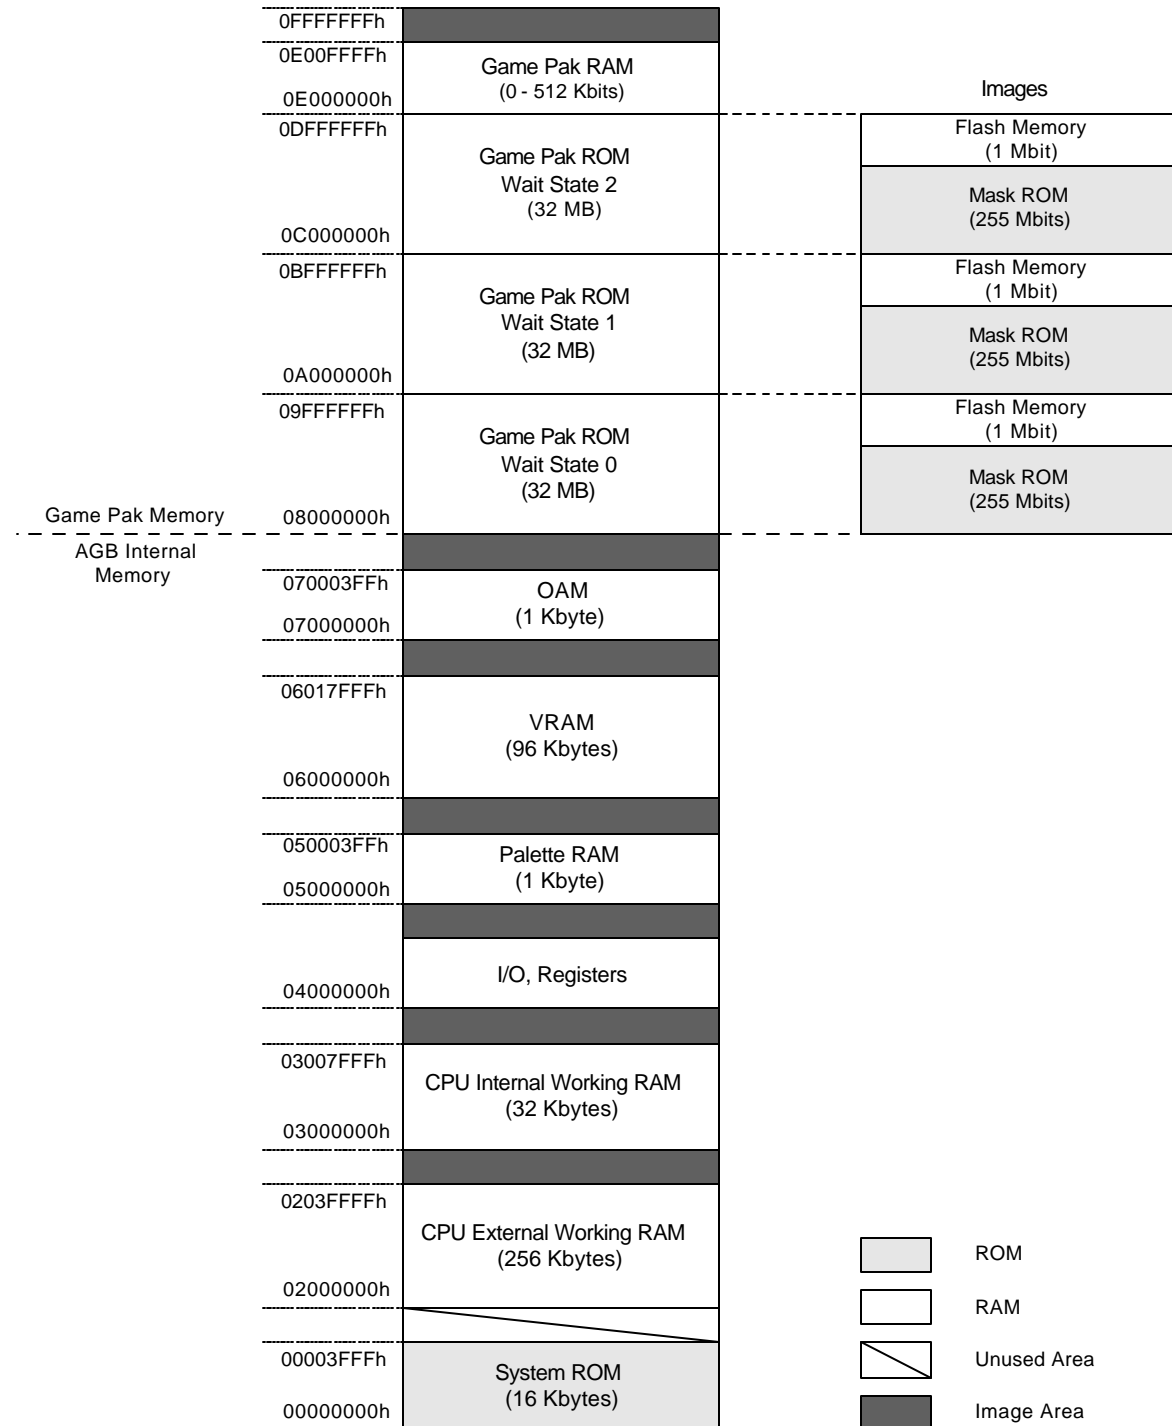 0FFFFFFFh
0E00FFFFh
Game Pak RAM
(0 - 512 Kbits)
0E000000h
Images
0DFFFFFFh
Game Pak ROM
Wait State 2
(32 MB)
0C000000h
Flash Memory
(1 Mbit)
Mask ROM
(255 Mbits)
0BFFFFFFh
Game Pak ROM
Wait State 1
(32 MB)
0A000000h
Flash Memory
(1 Mbit)
Mask ROM
(255 Mbits)
09FFFFFFh
Game Pak ROM
Wait State 0
(32 MB)
08000000h
Flash Memory
(1 Mbit)
Mask ROM
(255 Mbits)
Game Pak Memory
AGB Internal
Memory
070003FFh
OAM
(1 Kbyte)
07000000h
06017FFFh
VRAM
(96 Kbytes)
06000000h
050003FFh
Palette RAM
(1 Kbyte)
05000000h
I/O, Registers
04000000h
03007FFFh
CPU Internal Working RAM
(32 Kbytes)
03000000h
0203FFFFh
CPU External Working RAM
(256 Kbytes)
02000000h
00003FFFh
System ROM
(16 Kbytes)
00000000h
ROM
RAM
Unused Area
Image Area